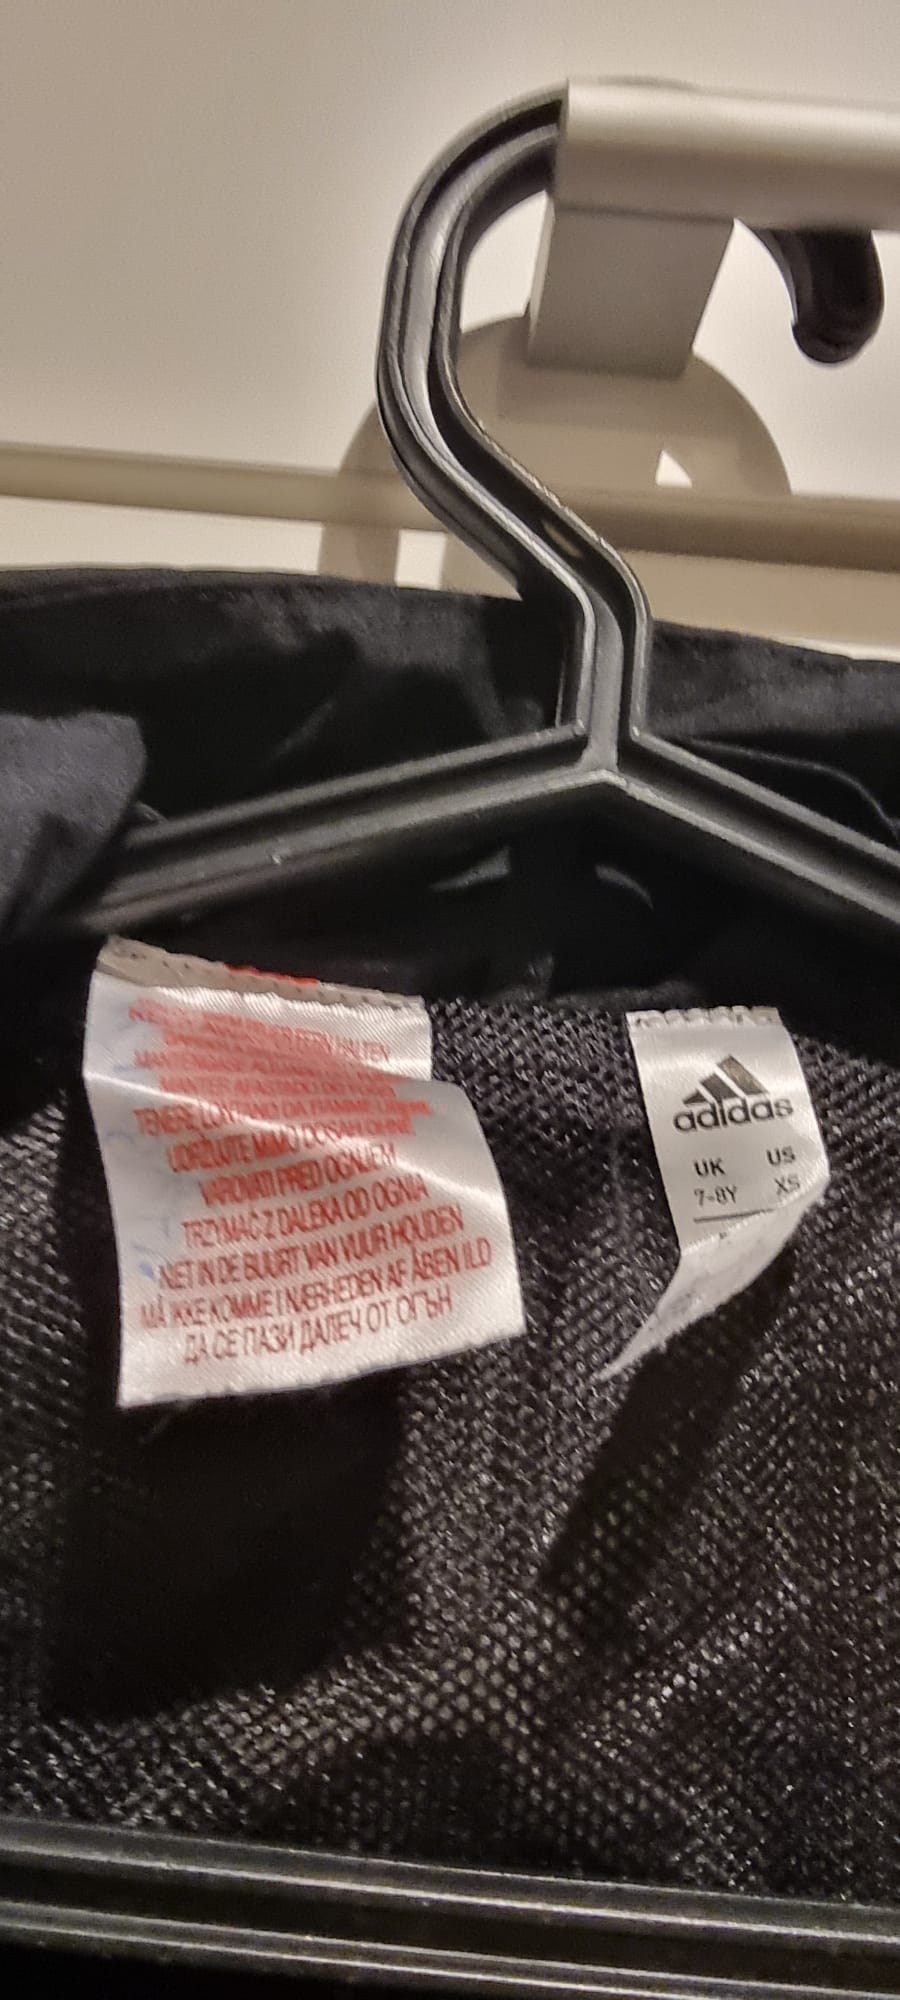 HALTEN
MANTER AFASTADO DE
TENERE LONTANO DA FIAMME LIBERE
UDRŽUJTE MIMO DOSAH OHNĚ
VAROVATI PRED OGNJEM
TRZYMAĆ Z DALEKA OD OGNIA
NIET IN DE BUURT VAN VUUR HOUDEN
MÅ IKKE KOMME I NÆRHEDEN AF ÅBEN ILD
ДА СЕ ПАЗИ ДАЛЕЧ ОТ ОГЪН
adidas
UK US
7-8Y XS